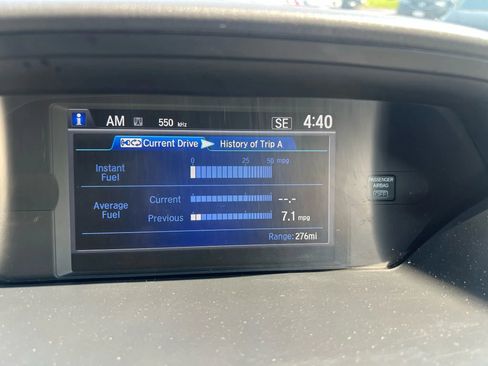 i AM 550 kHz SE 4:40
Current Drive History of Trip A
0 25 50 mpg
Instant
Fuel
Average
Fuel
Current --.-
Previous 7.1 mpg
Range: 276mi
PASSENGER
AIRBAG
OFF